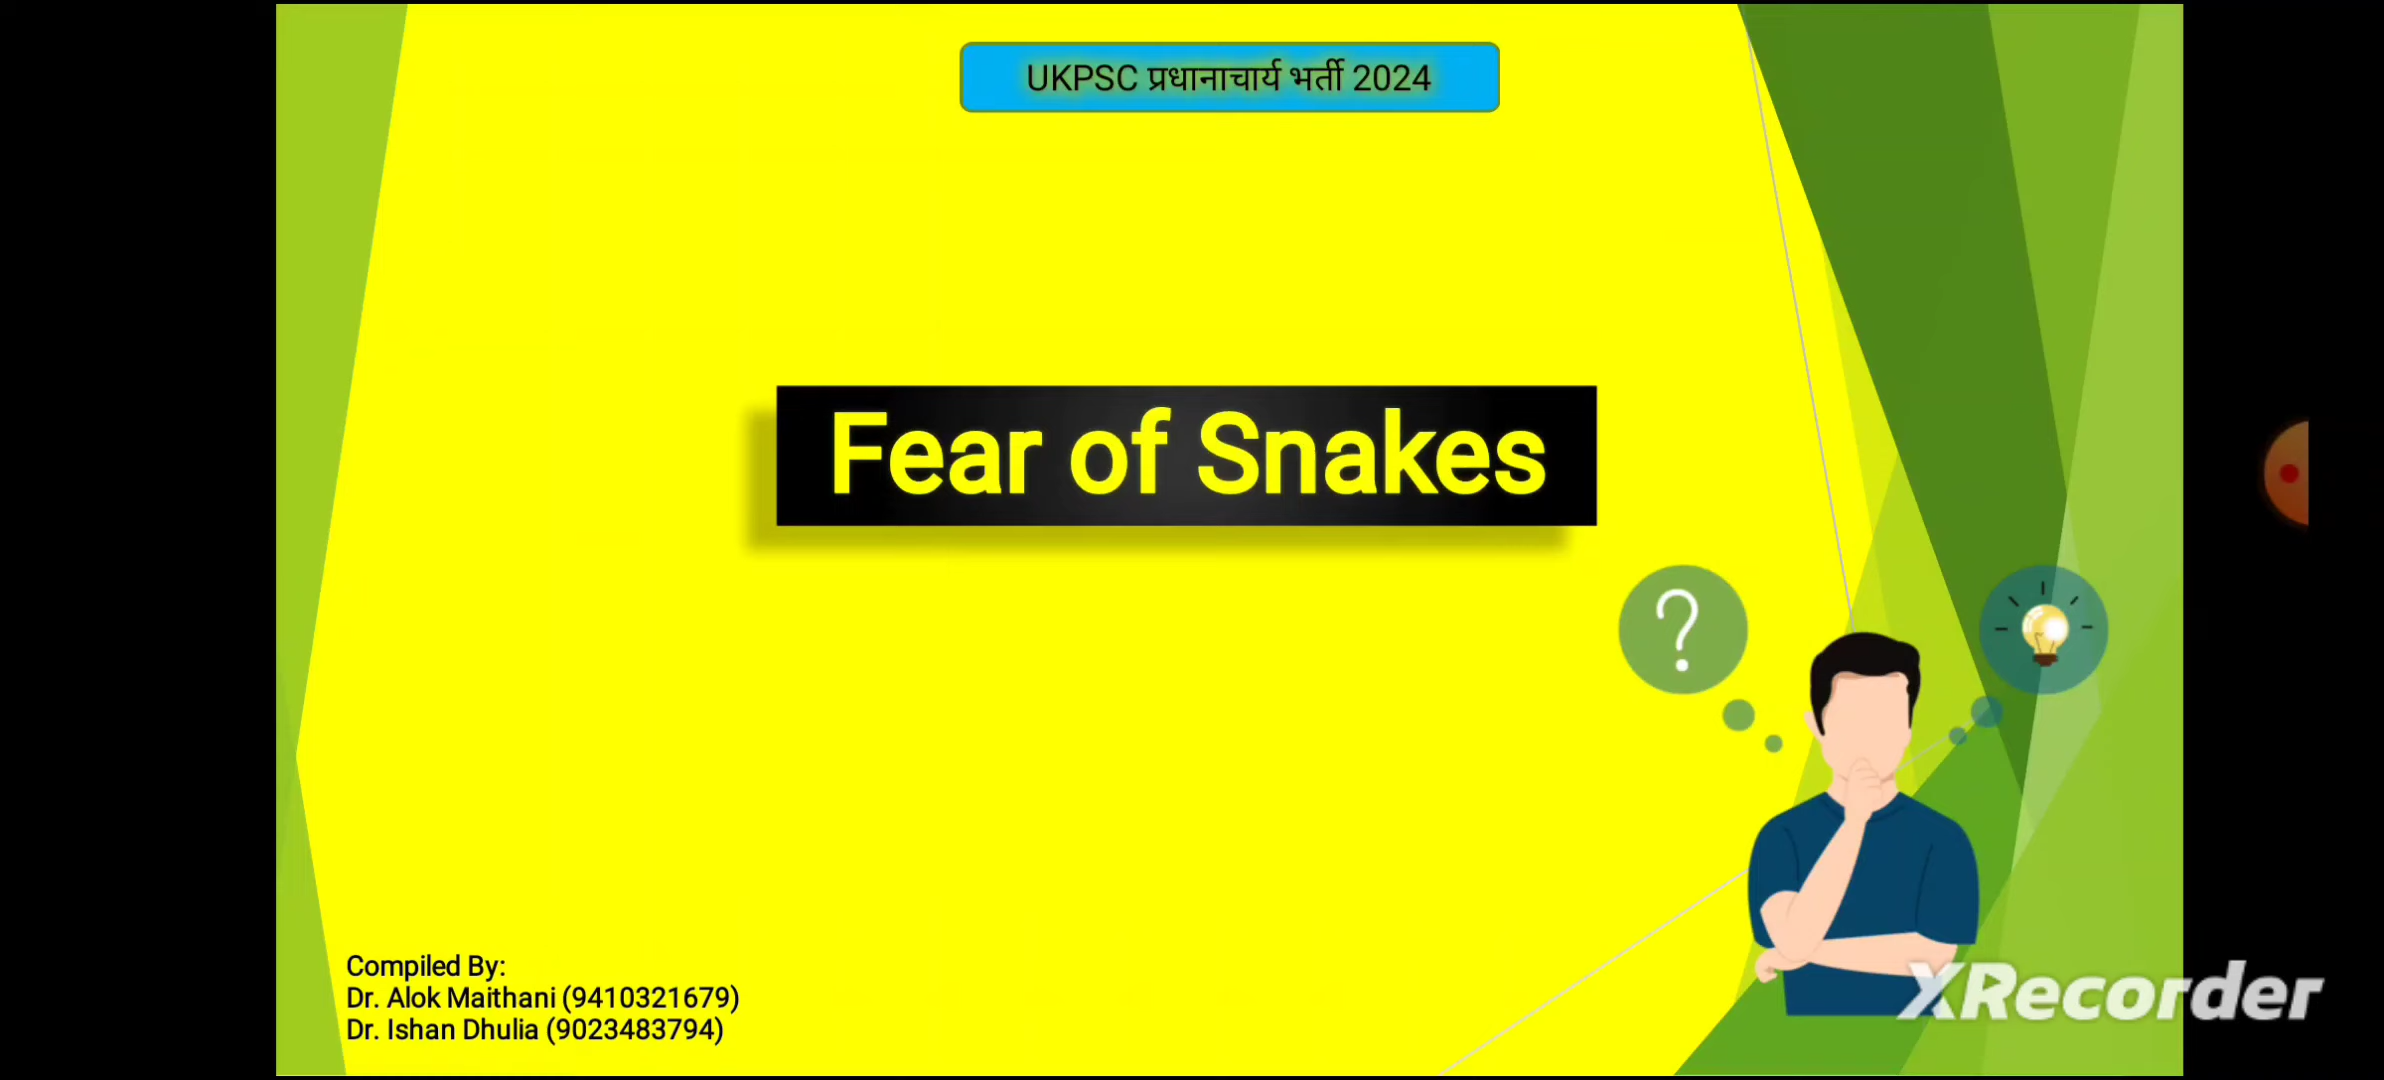 UKPSC प्रधानाचार्य भर्ती 2024
Fear of Snakes
?
Compiled By:
Dr. Alok Maithani (9410321679)
Dr. Ishan Dhulia (9023483794)
XRecorder